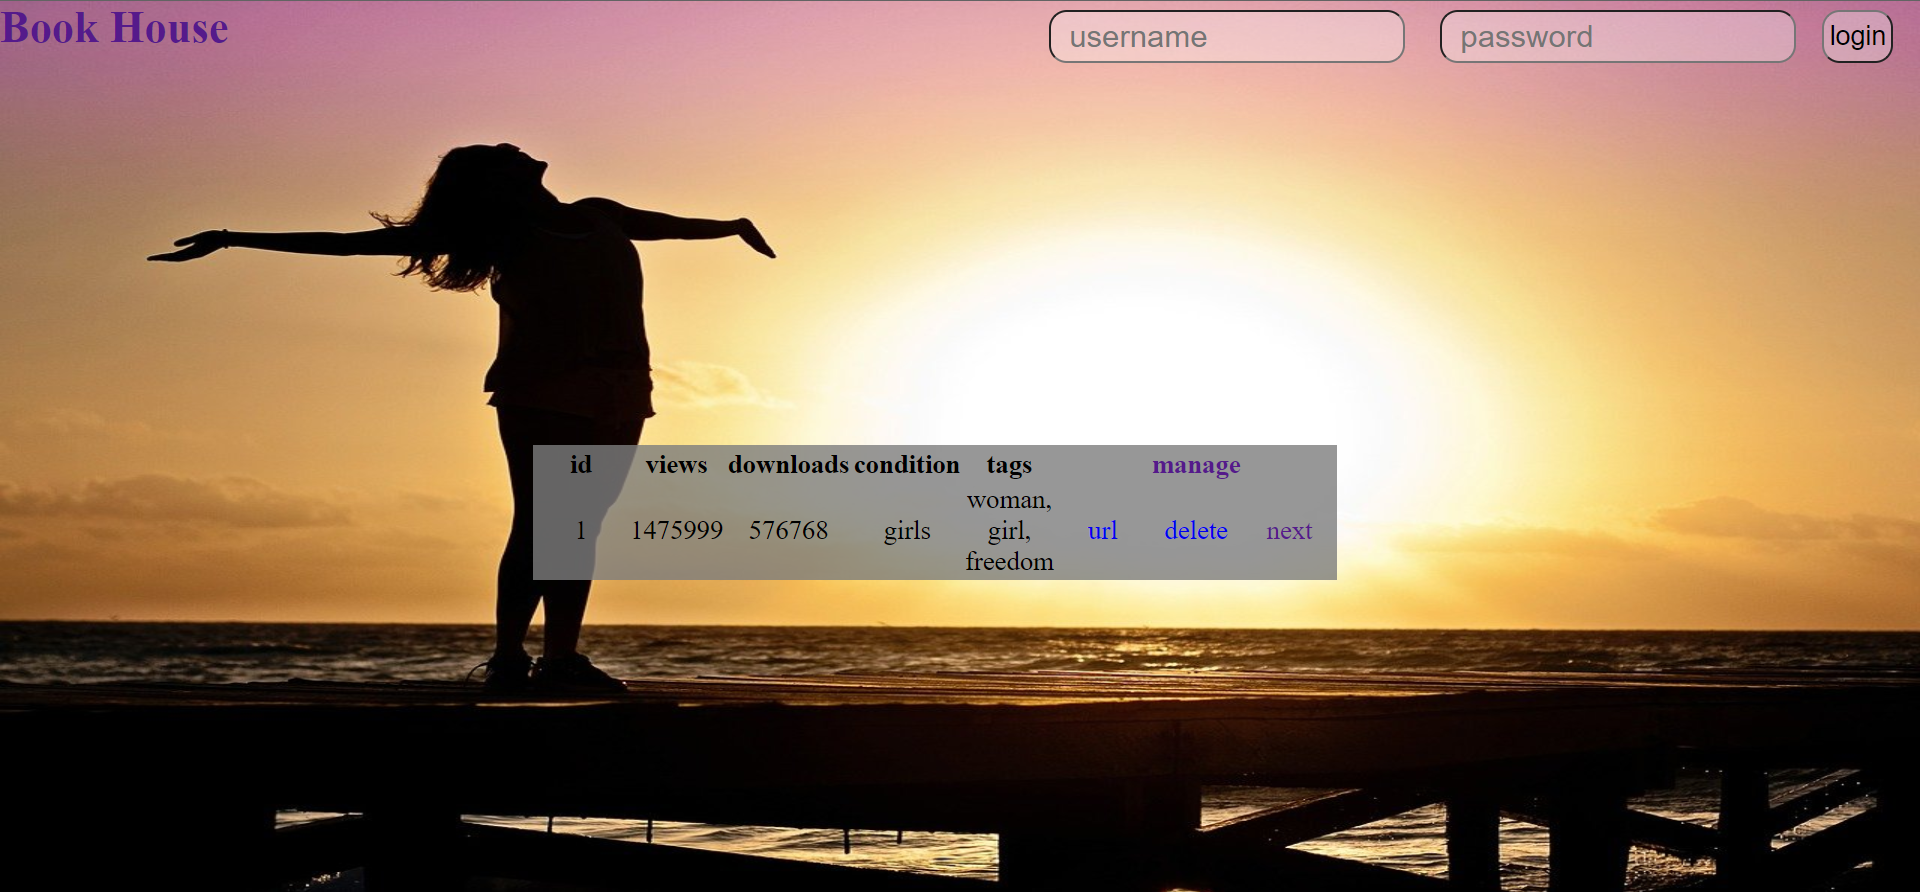 Book House
username password login
id views downloads condition tags manage
woman,
1 1475999 576768 girls girl, url delete next
freedom